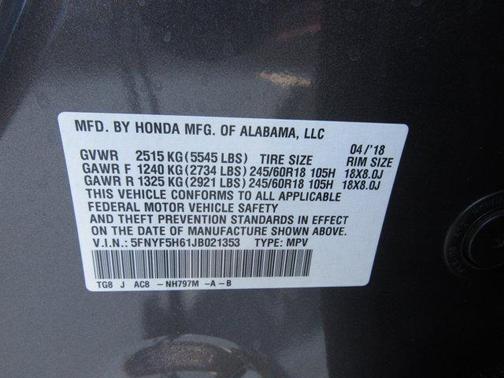 MFD. BY HONDA MFG. OF ALABAMA, LLC 04/'18
GVWR 2515 KG (5545 LBS) TIRE SIZE RIM SIZE
GAWR F 1240 KG (2734 LBS) 245/60R18 105H 18X8.0J
GAWR R 1325 KG (2921 LBS) 245/60R18 105H 18X8.0J
THIS VEHICLE CONFORMS TO ALL APPLICABLE
FEDERAL MOTOR VEHICLE SAFETY
AND THEFT PREVENTION STANDARDS IN EFFECT ON
THE DATE OF MANUFACTURE SHOWN ABOVE.
V.I.N.: 5FNYF5H61JB021353 TYPE: MPV
TG8 J AC8 - NH797M -A-B